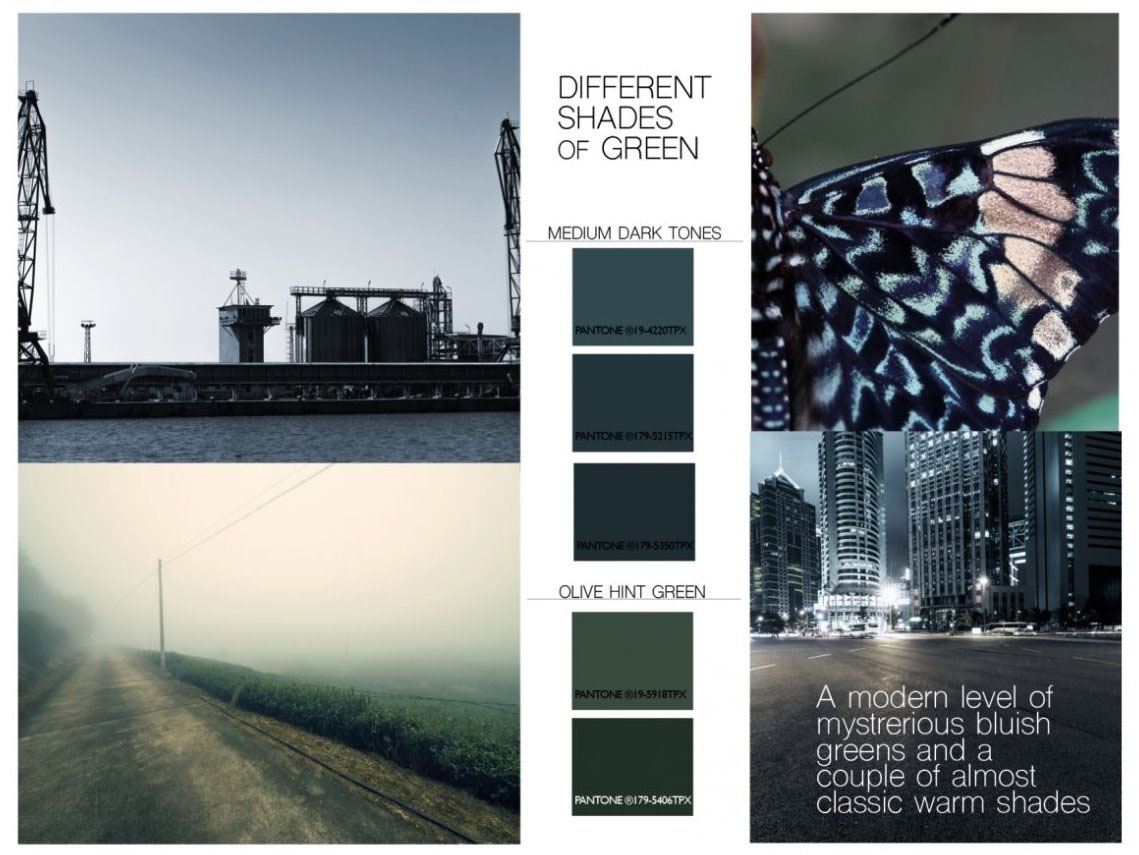 DIFFERENT
SHADES
OF GREEN
MEDIUM DARK TONES
PANTONE ®19-4220TPX
PANTONE ®179-5215TPX
PANTONE ®179-5350TPX
OLIVE HINT GREEN
PANTONE ®19-5918TPX
PANTONE ®179-5406TPX
A modern level of
mystrerious bluish
greens and a
couple of almost
classic warm shades